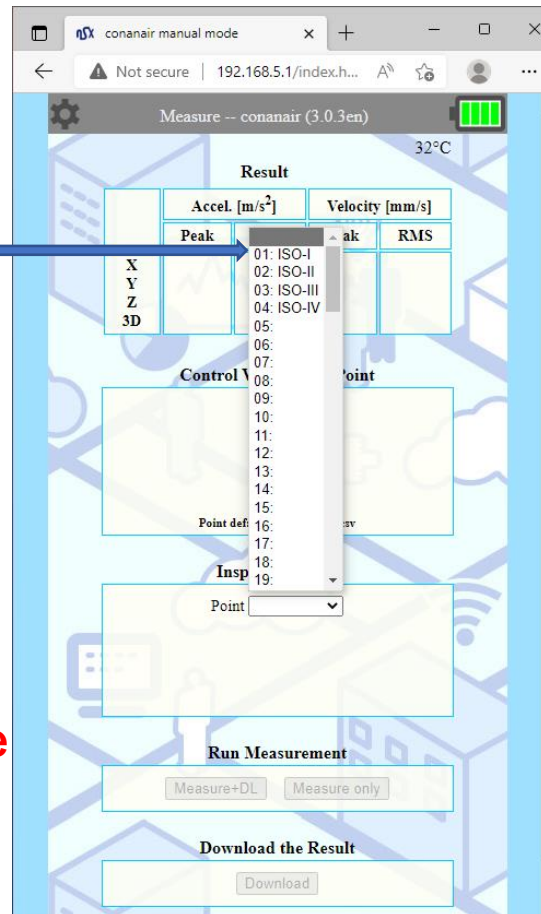 conanair manual mode
Not secure | 192.168.5.1/index.h...
Measure -- conanair (3.0.3en)
32°C
Result
Accel. [m/s²] Velocity [mm/s]
Peak ak RMS
X
Y
Z
3D
01: ISO-I
02: ISO-II
03: ISO-III
04: ISO-IV
05:
06:
07:
08:
09:
10:
11:
12:
13:
14:
15:
16:
17:
18:
19:
Control V Point
Point def sv
Insp
Point
e
Run Measurement
Measure+DL Measure only
Download the Result
Download